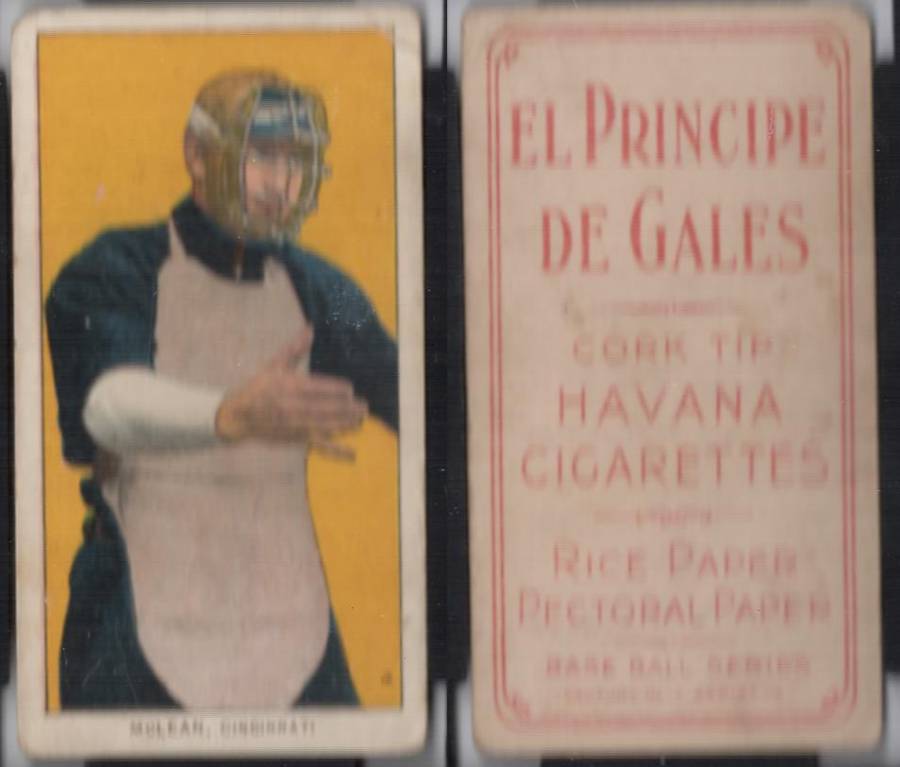 McLEAN, CINCINNATI
EL PRINCIPE
DE GALES
CORK TIP
HAVANA
CIGARETTES
RICE PAPER
PECTORAL PAPER
BASE BALL SERIES